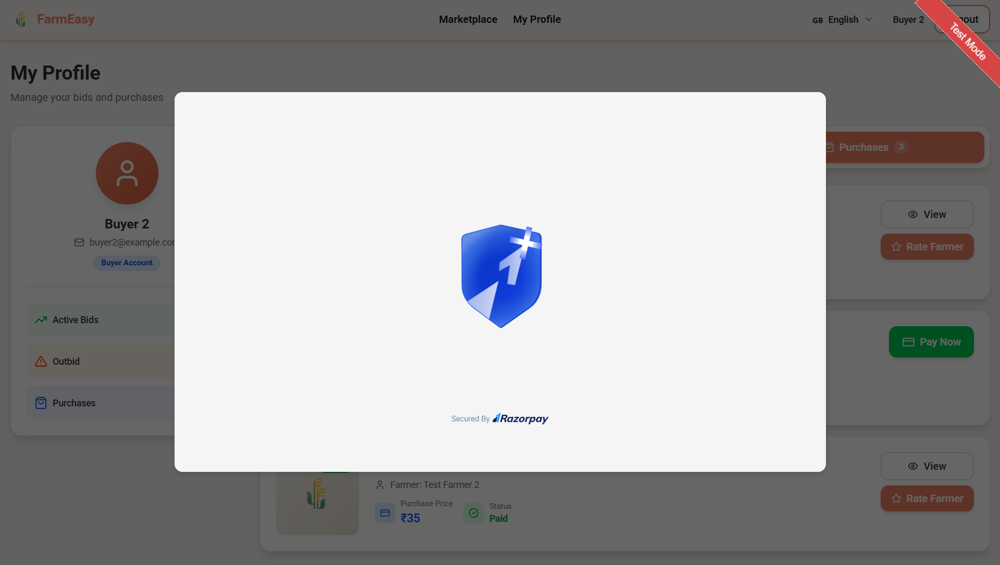 FarmEasy
Marketplace
My Profile
GB English
Buyer 2
out
Test Mode
My Profile
Manage your bids and purchases
Buyer 2
buyer2@example.co
Buyer Account
Active Bids
Outbid
Purchases
Purchases 3
View
Rate Farmer
Pay Now
Secured By Razorpay
Farmer: Test Farmer 2
Purchase Price
₹35
Status
Paid
View
Rate Farmer